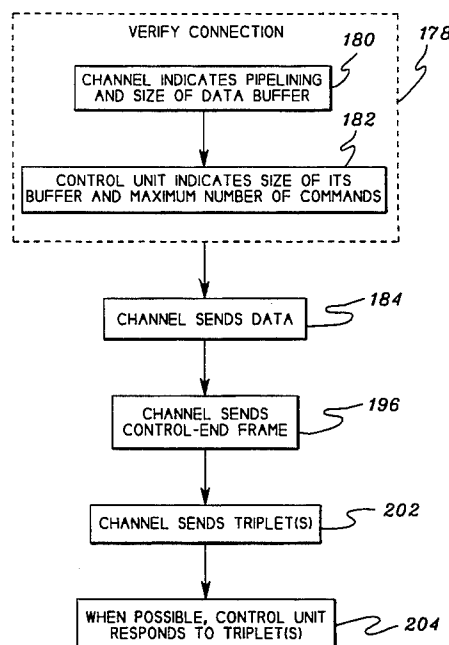 VERIFY CONNECTION
180
178
CHANNEL INDICATES PIPELINING
AND SIZE OF DATA BUFFER
182
CONTROL UNIT INDICATES SIZE OF ITS
BUFFER AND MAXIMUM NUMBER OF COMMANDS
184
CHANNEL SENDS DATA
196
CHANNEL SENDS
CONTROL-END FRAME
202
CHANNEL SENDS TRIPLET(S)
WHEN POSSIBLE, CONTROL UNIT
RESPONDS TO TRIPLET(S)
204